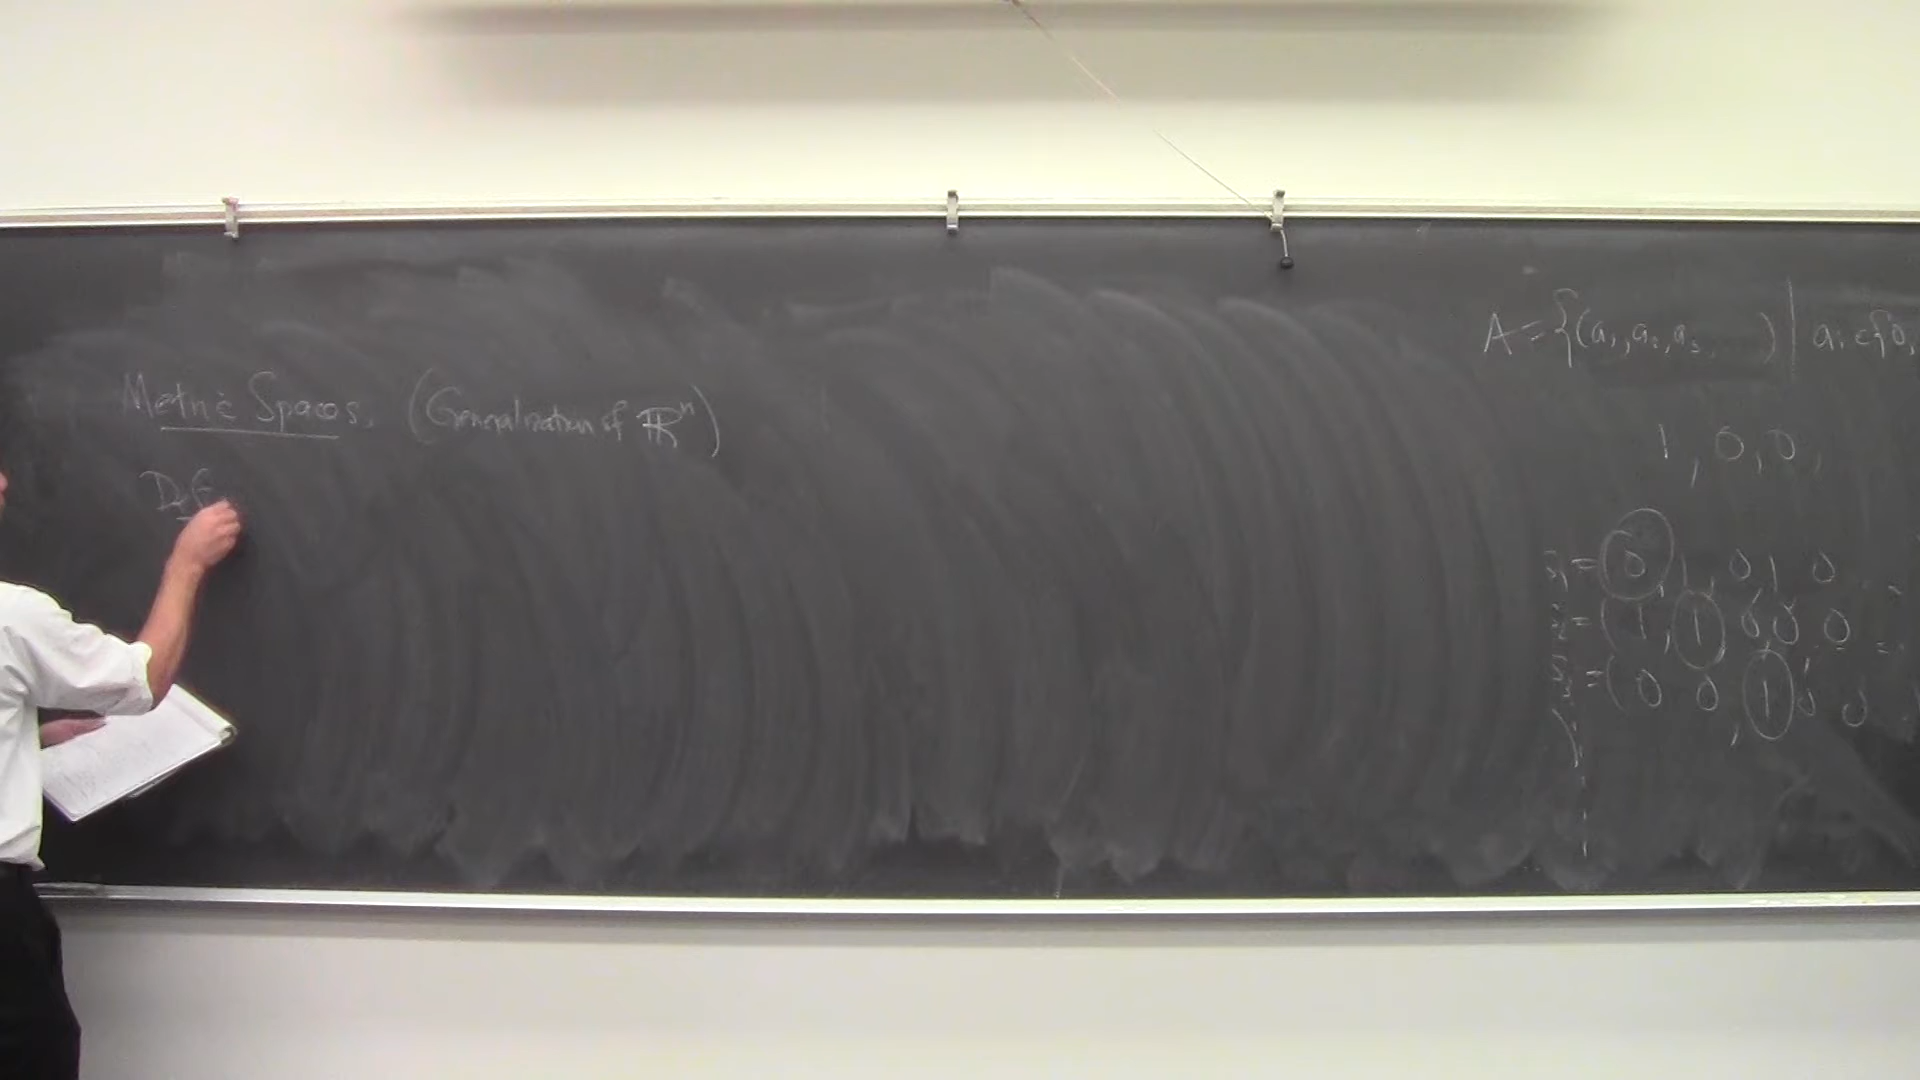 Metric Spaces. (Generalization of ℝⁿ)
Def
A = {(a₁, a₂, a₃, ... ) | aᵢ ∈ {0,
1, 0, 0,
s₁ = (0, 1, 0, 1, 0 ...
s₂ = (1, 1, 0, 0, 0 ...
s₃ = (0 0, 1, 0 0